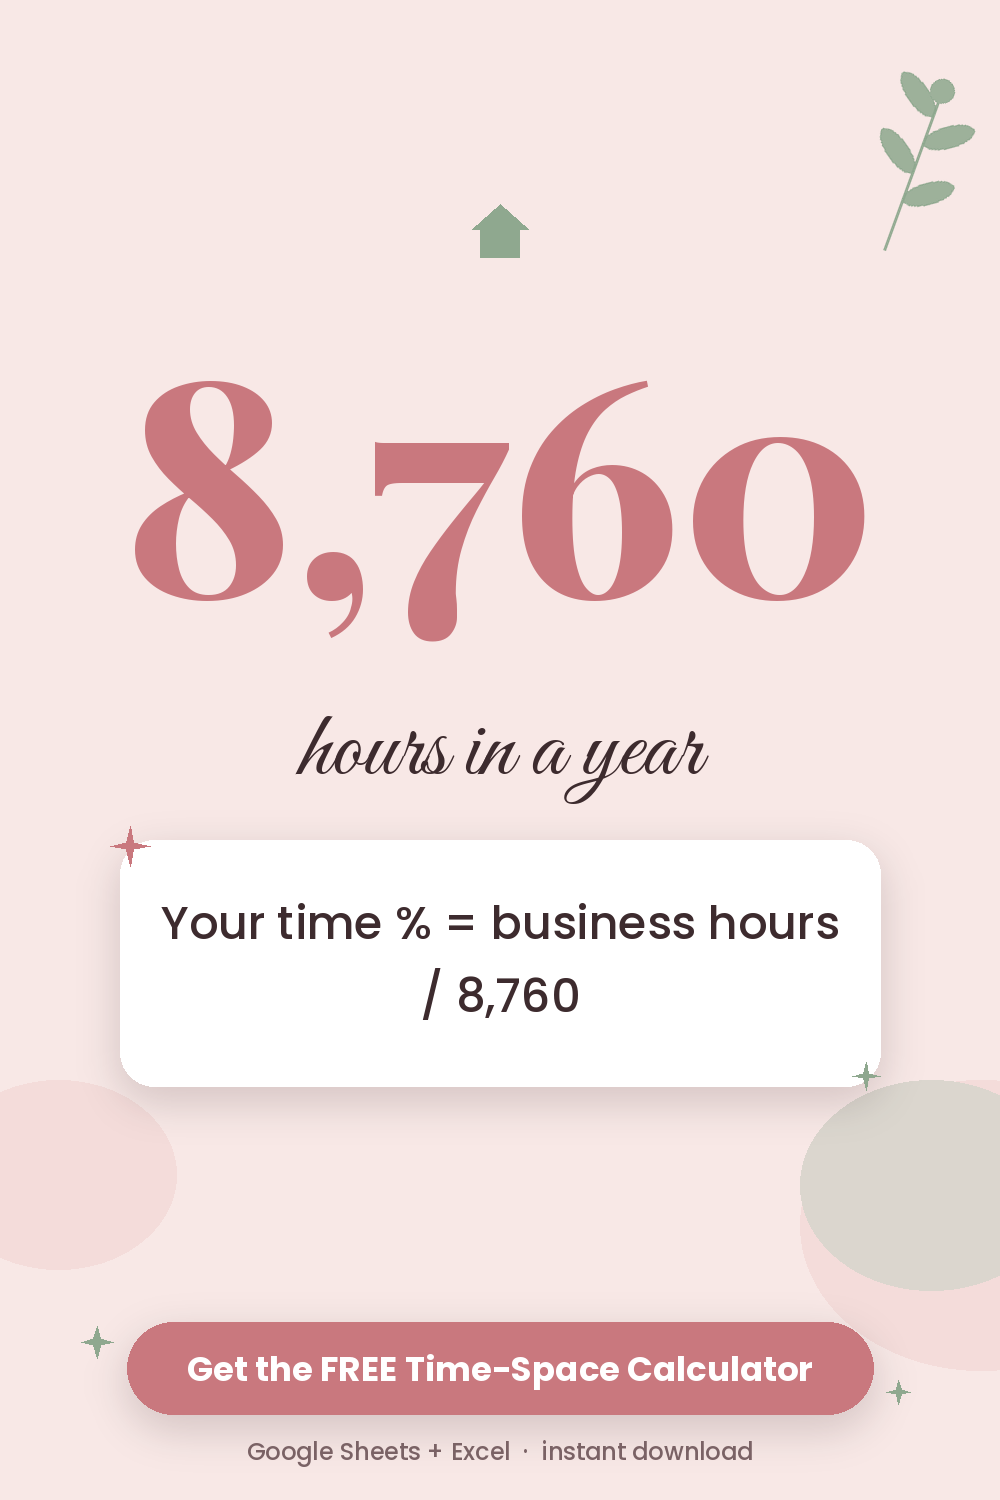 8,760
hours in a year
Your time % = business hours
/ 8,760
Get the FREE Time-Space Calculator
Google Sheets + Excel · instant download